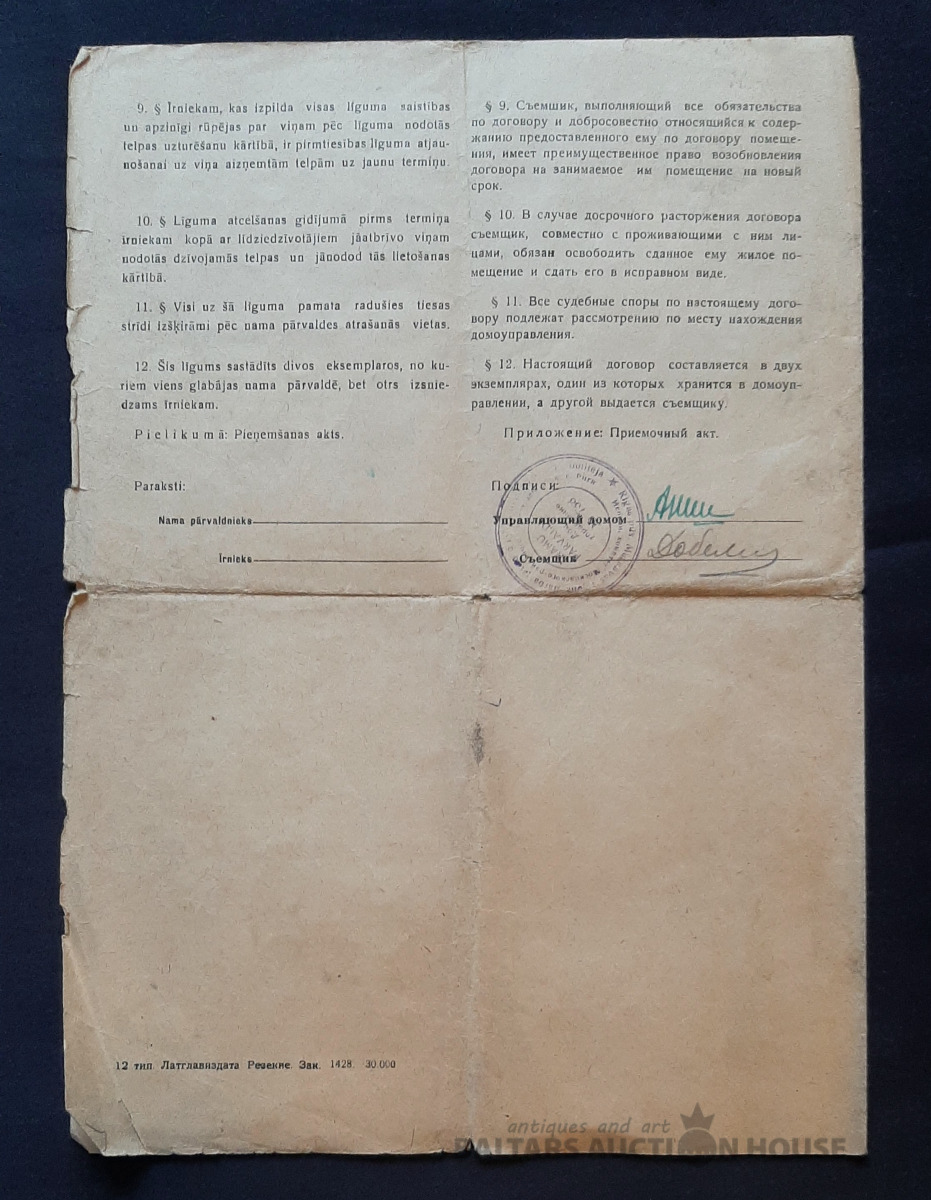 9. § Īrniekam, kas izpilda visas līguma saistības
un apzinīgi rūpējas par viņam pēc līguma nodotās
telpas uzturēšanu kārtībā, ir pirmtiesības līguma atjau-
nošanai uz viņa aizņemtām telpām uz jaunu termiņu.
10. § Līguma atcelšanas gidījumā pirms termiņa
īrniekam kopā ar līdziedzīvotājiem jāatbrīvo viņam
nodotās dzīvojamās telpas un jānodod tās lietošanas
kārtībā.
11. § Visi uz šā līguma pamata radušies tiesas
strīdi izšķirāmi pēc nama pārvaldes atrašanās vietas.
12. Šis līgums sastādīts divos eksemplaros, no ku-
riem viens glabājas nama pārvaldē, bet otrs izsnie-
dzams īrniekam.
Pielīkumā: Pieņemšanas akts.
Paraksti:
Nama pārvaldnieks
Īrnieks
§ 9. Съемшик, выполняющий все обязательства
по договору и добросовестно относящийся к содер-
жанию предоставленного ему по договору помеще-
ния, имеет преимущественное право возобновления
договора на занимаемое им помещение на новый
срок.
§ 10. В случае досрочного расторжения договора
съемщик, совместно с проживающими с ним ли-
цами, обязан освободить сданное ему жилое по-
мещение и сдать его в исправном виде.
§ 11. Все судебные споры по настоящему дого-
вору подлежат рассмотрению по месту нахождения
домоуправления.
§ 12. Настоящий договор составляется в двух
экземплярах, один из которых хранится в домоуп-
равлении, а другой выдается съемщику.
Приложение: Приемочный акт.
Подписи:
Управляющий домом
Съемщик
12 тип. Латглавиздата Резекне. Зак. 1428. 30.000
antiques and art
BALTARS AUCTION HOUSE